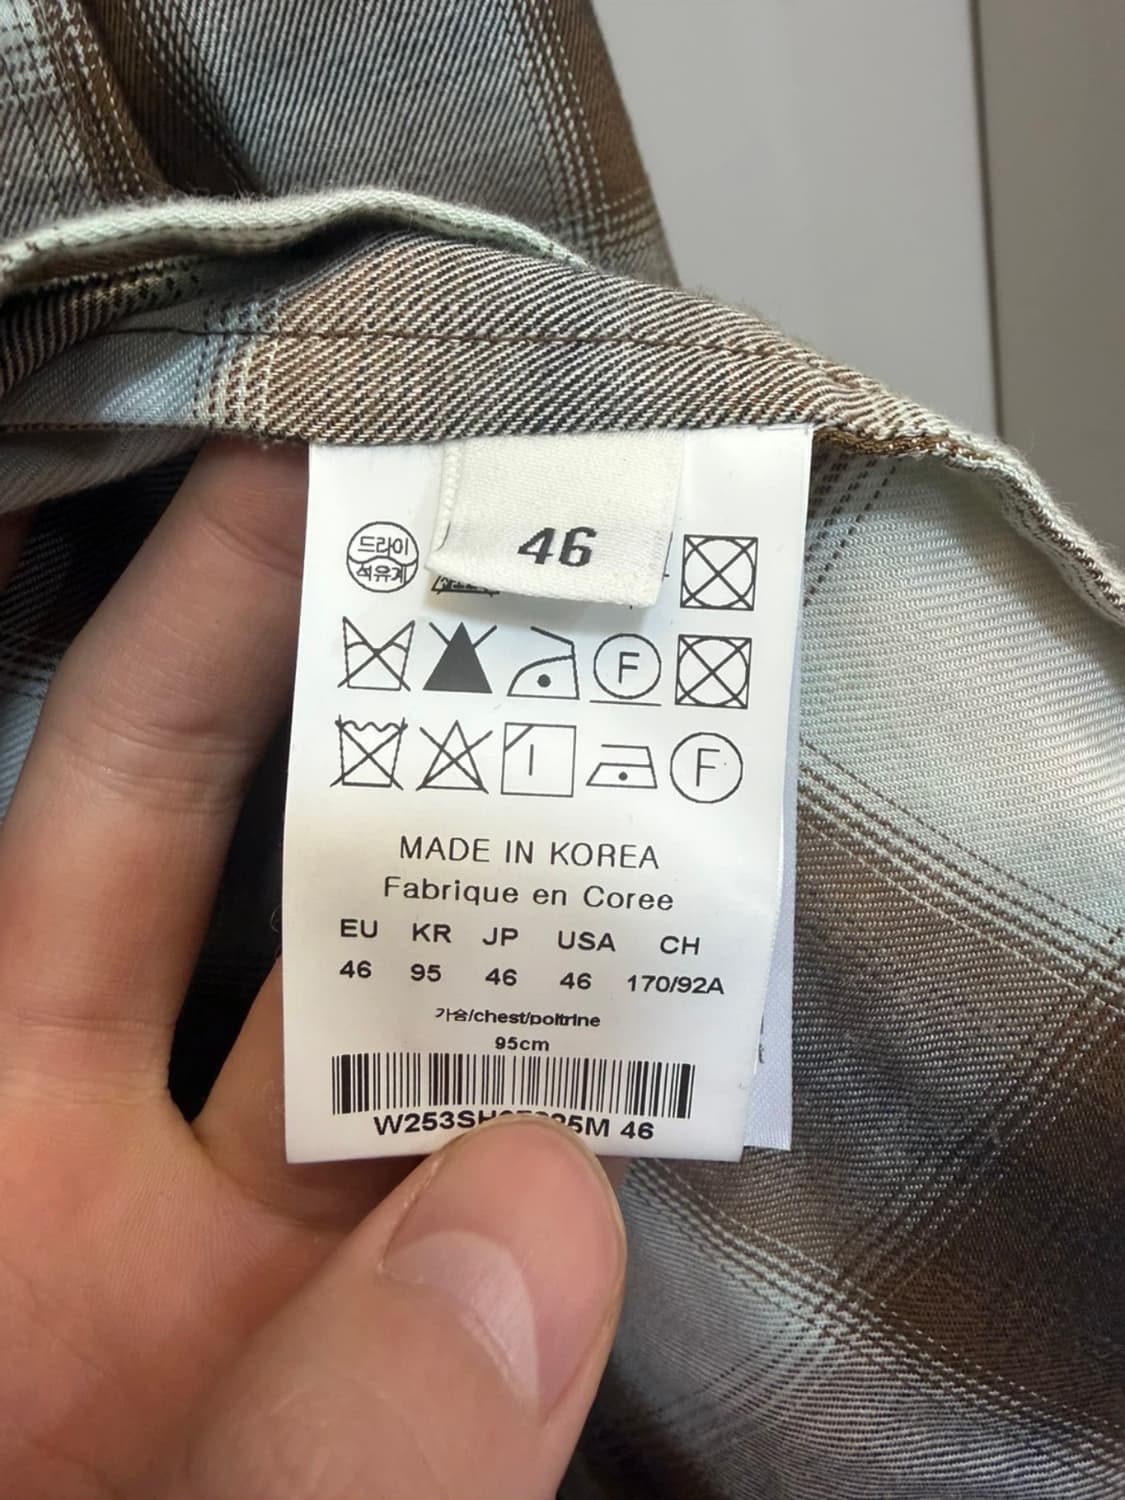 46
드라이
석유계
F
F
MADE IN KOREA
Fabrique en Coree
EU KR JP USA CH
46 95 46 46 170/92A
가슴/chest/poitrine
95cm
46